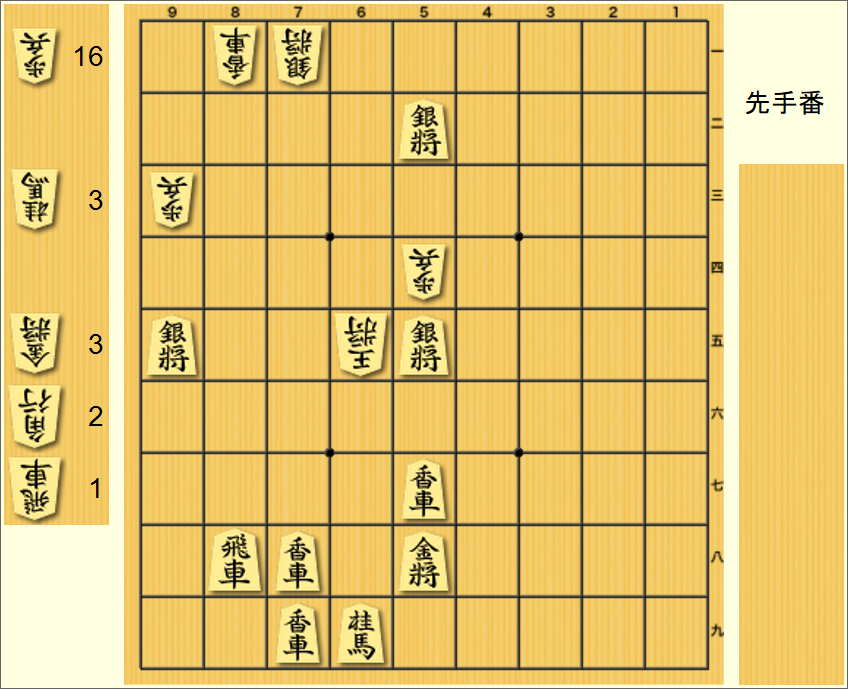 9 8 7 6 5 4 3 2 1
歩兵 16
香車 銀将 一
先手番
銀将 二
桂馬 3
歩兵 三
歩兵 四
金将 3
銀将 王将 銀将 五
角行 2
六
飛車 1
香車 七
飛車 香車 金将 八
香車 桂馬 九